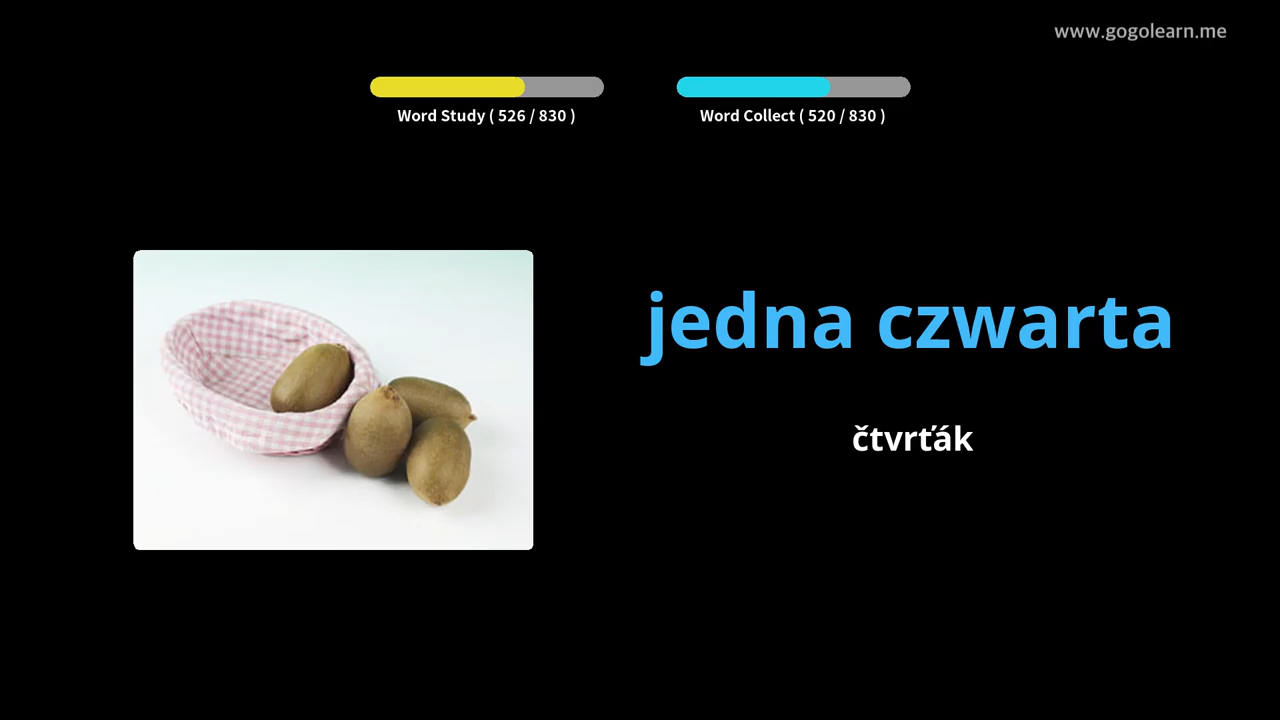 www.gogolearn.me
Word Study ( 526 / 830 )
Word Collect ( 520 / 830 )
jedna czwarta
čtvrťák